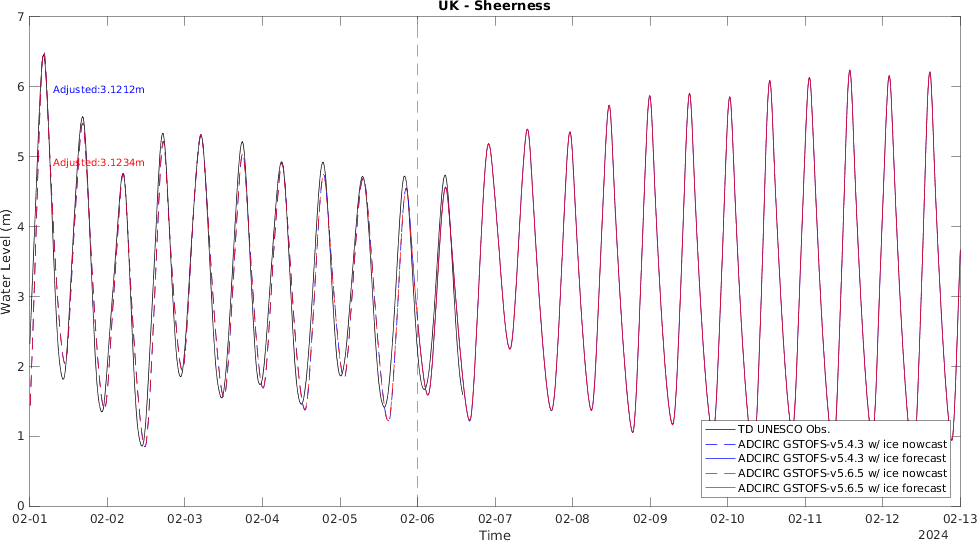 UK - Sheerness
7
6
5
4
3
2
1
0
Water Level (m)
Adjusted:3.1212m
Adjusted:3.1234m
TD UNESCO Obs.
ADCIRC GSTOFS-v5.4.3 w/ ice nowcast
ADCIRC GSTOFS-v5.4.3 w/ ice forecast
ADCIRC GSTOFS-v5.6.5 w/ ice nowcast
ADCIRC GSTOFS-v5.6.5 w/ ice forecast
02-01 02-02 02-03 02-04 02-05 02-06 02-07 02-08 02-09 02-10 02-11 02-12 02-13
Time
2024